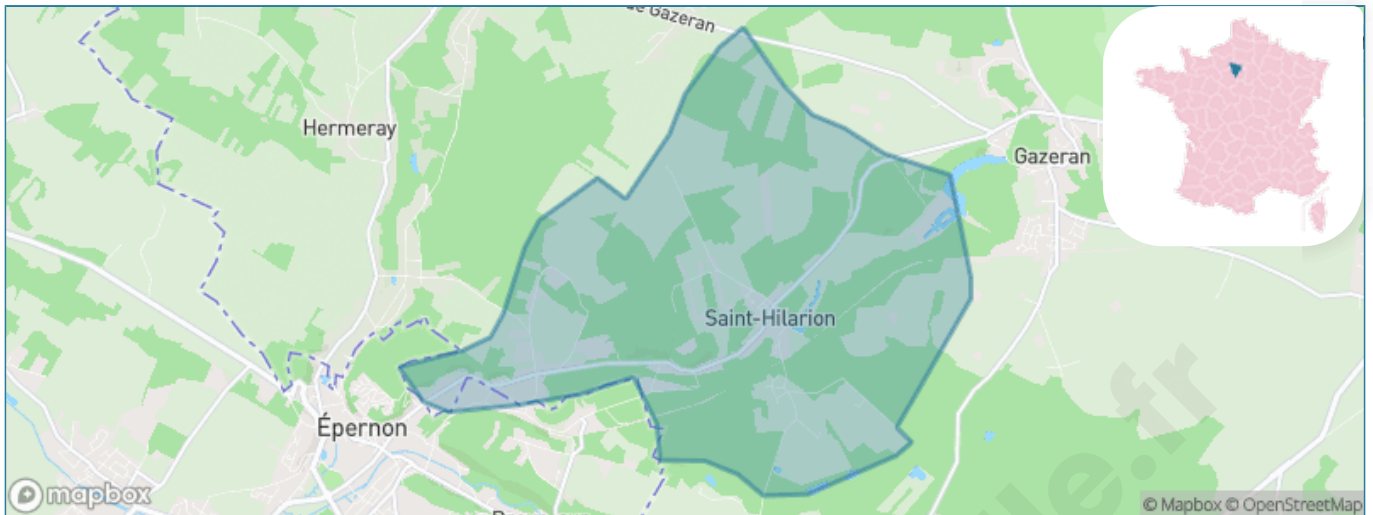 de Gazeran
Hermeray
Gazeran
Saint-Hilarion
Épernon
mapbox
© Mapbox © OpenStreetMap